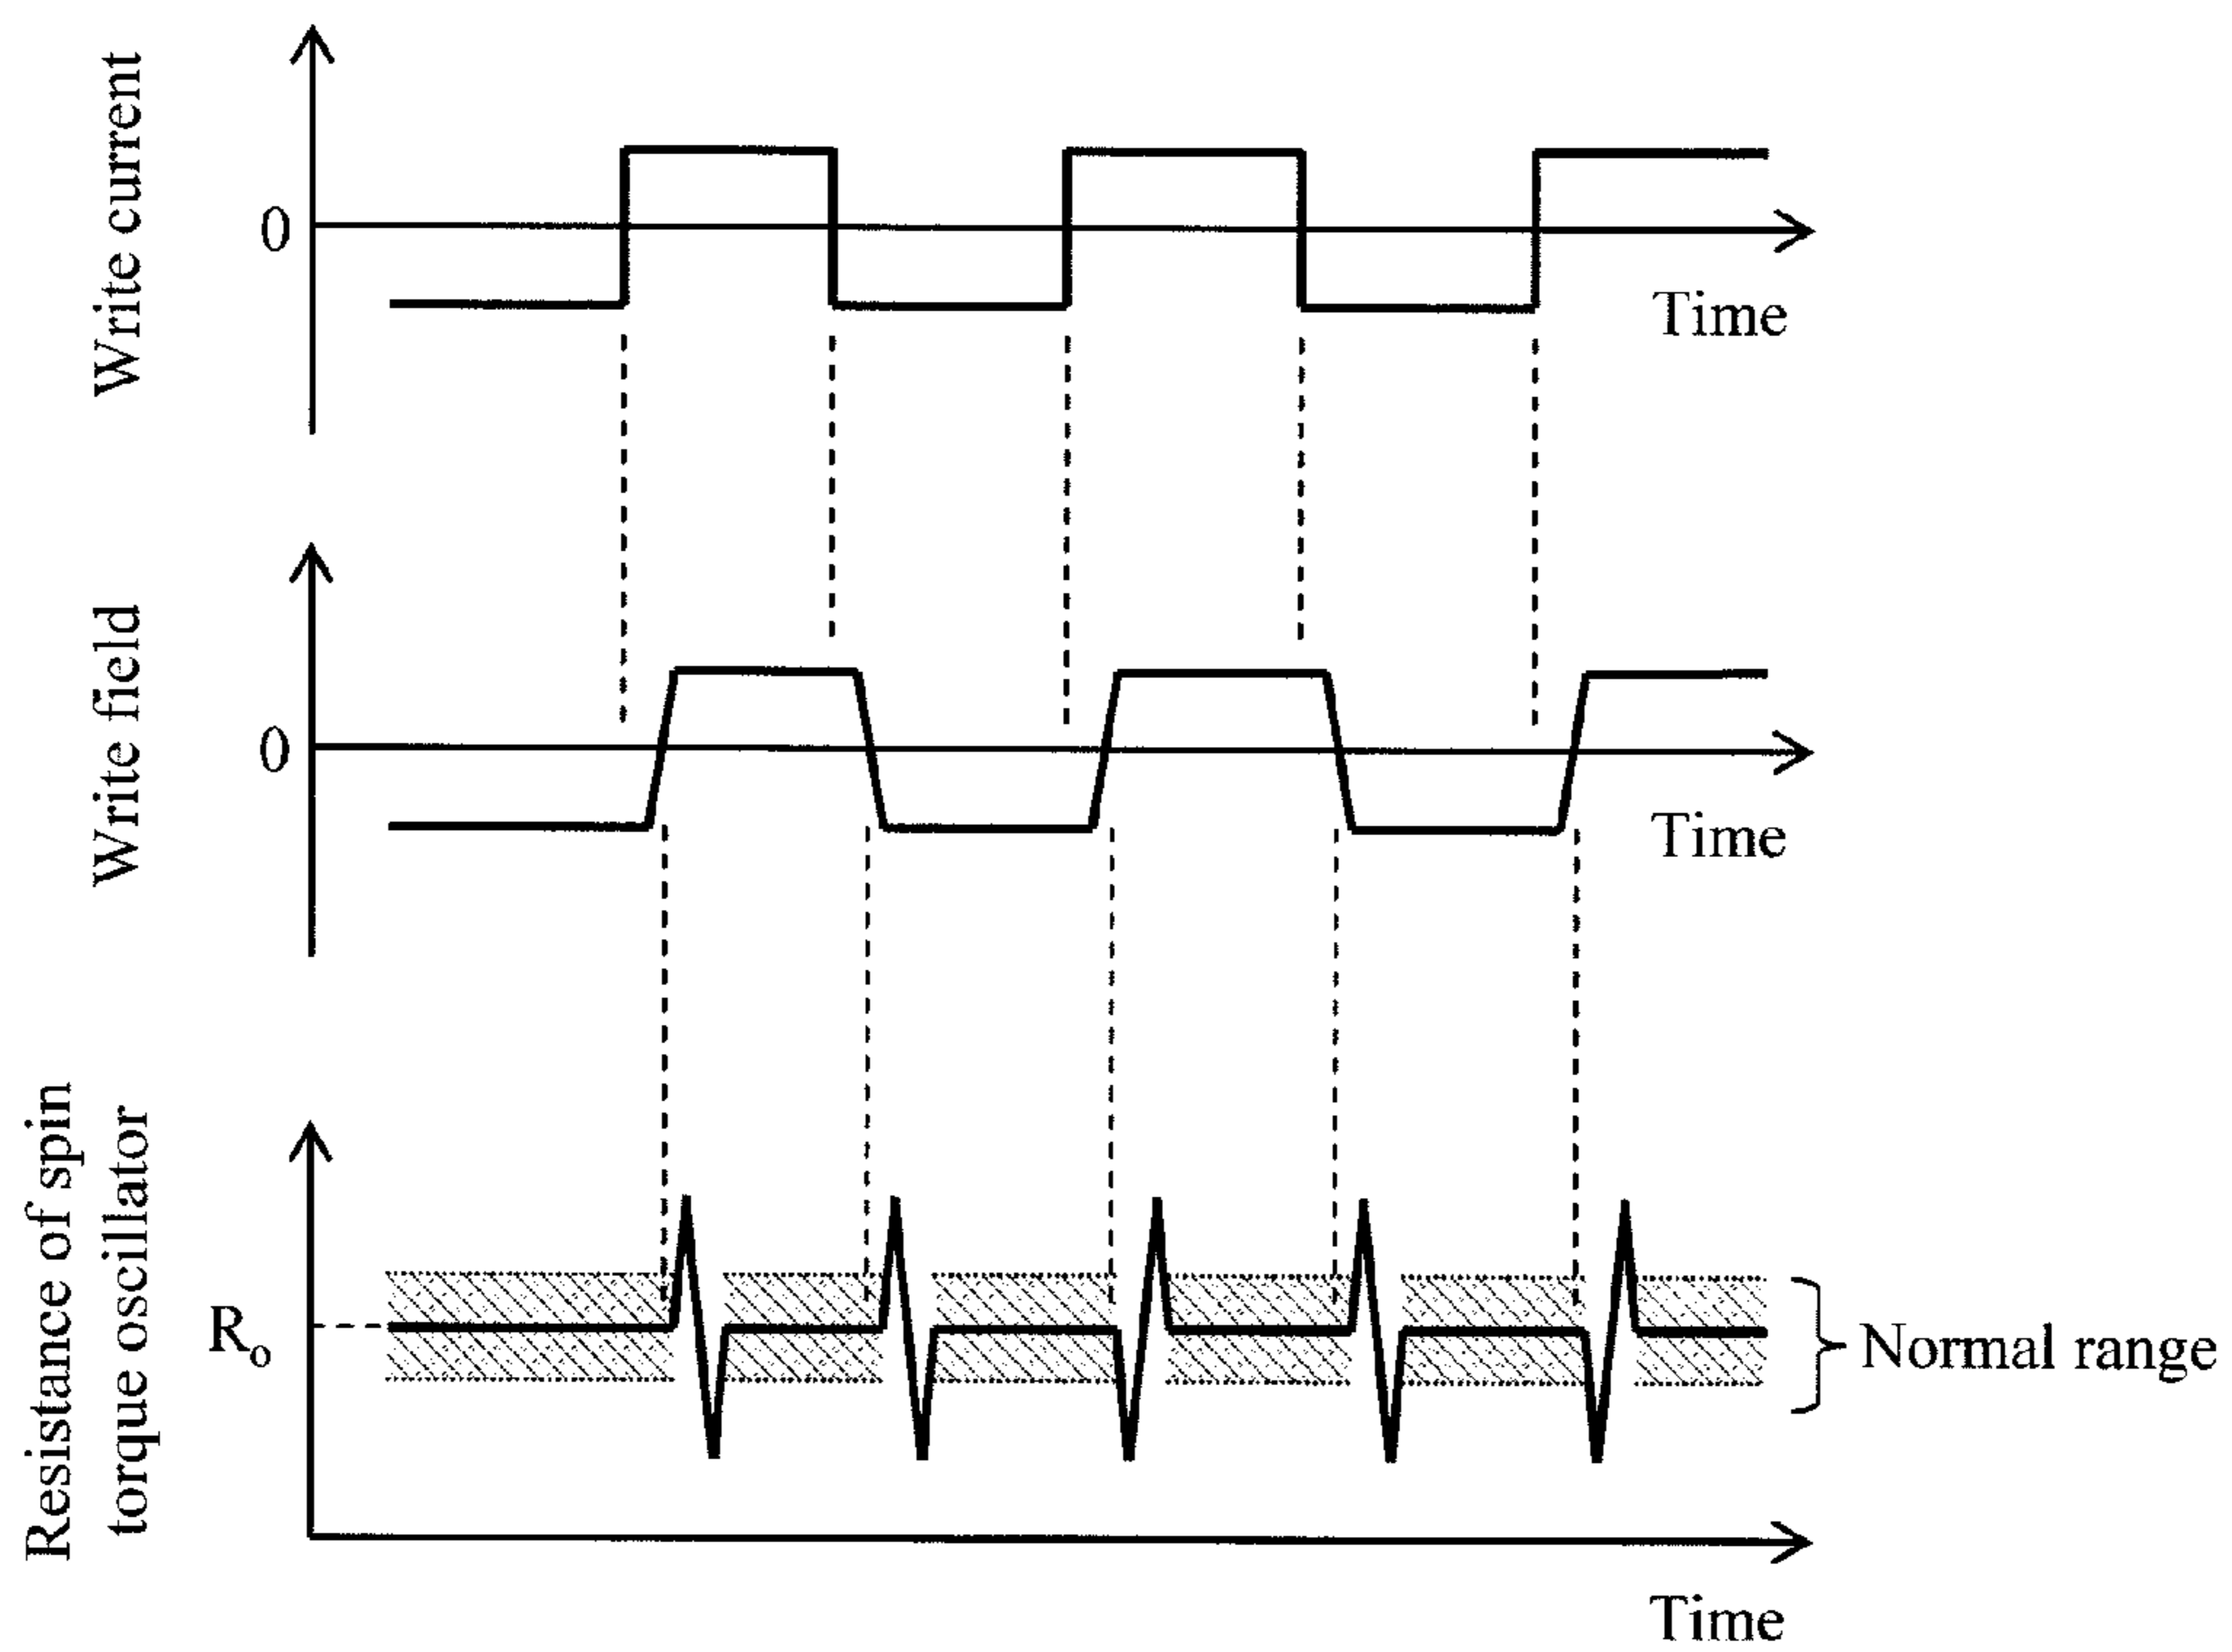 Write current
0
Time
Write field
0
Time
Resistance of spin
torque oscillator
Ro
Normal range
Time